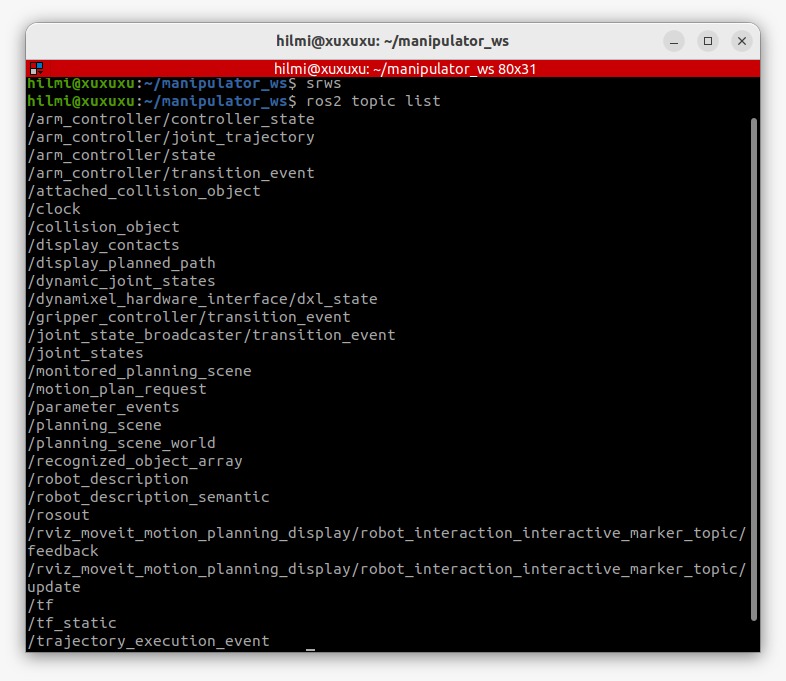 hilmi@xuxuxu: ~/manipulator_ws
hilmi@xuxuxu: ~/manipulator_ws 80x31
hilmi@xuxuxu:~/manipulator_ws$ srws
hilmi@xuxuxu:~/manipulator_ws$ ros2 topic list
/arm_controller/controller_state
/arm_controller/joint_trajectory
/arm_controller/state
/arm_controller/transition_event
/attached_collision_object
/clock
/collision_object
/display_contacts
/display_planned_path
/dynamic_joint_states
/dynamixel_hardware_interface/dxl_state
/gripper_controller/transition_event
/joint_state_broadcaster/transition_event
/joint_states
/monitored_planning_scene
/motion_plan_request
/parameter_events
/planning_scene
/planning_scene_world
/recognized_object_array
/robot_description
/robot_description_semantic
/rosout
/rviz_moveit_motion_planning_display/robot_interaction_interactive_marker_topic/
feedback
/rviz_moveit_motion_planning_display/robot_interaction_interactive_marker_topic/
update
/tf
/tf_static
/trajectory_execution_event